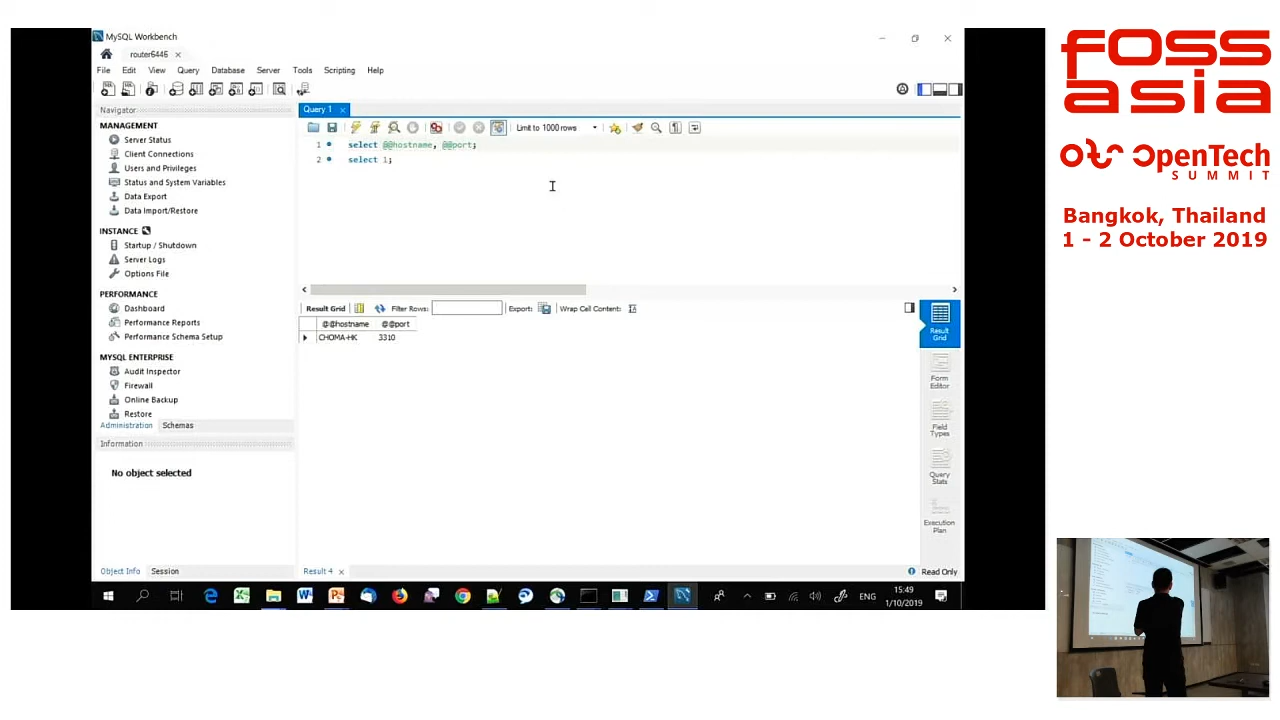 MySQL Workbench
router6446
File Edit View Query Database Server Tools Scripting Help
Navigator
MANAGEMENT
Server Status
Client Connections
Users and Privileges
Status and System Variables
Data Export
Data Import/Restore
INSTANCE
Startup / Shutdown
Server Logs
Options File
PERFORMANCE
Dashboard
Performance Reports
Performance Schema Setup
MYSQL ENTERPRISE
Audit Inspector
Firewall
Online Backup
Restore
Administration Schemas
Information
No object selected
Object Info Session
Query 1
Limit to 1000 rows
1 select @@hostname, @@port;
2 select 1;
Result Grid Filter Rows: Export: Wrap Cell Content:
@@hostname @@port
CHOMA-HK 3310
Result
Grid
Form
Editor
Field
Types
Query
Stats
Execution
Plan
Result 4 Read Only
ENG
15:49
1/10/2019
FOSS
asia
OpenTech
SUMMIT
Bangkok, Thailand
1 - 2 October 2019